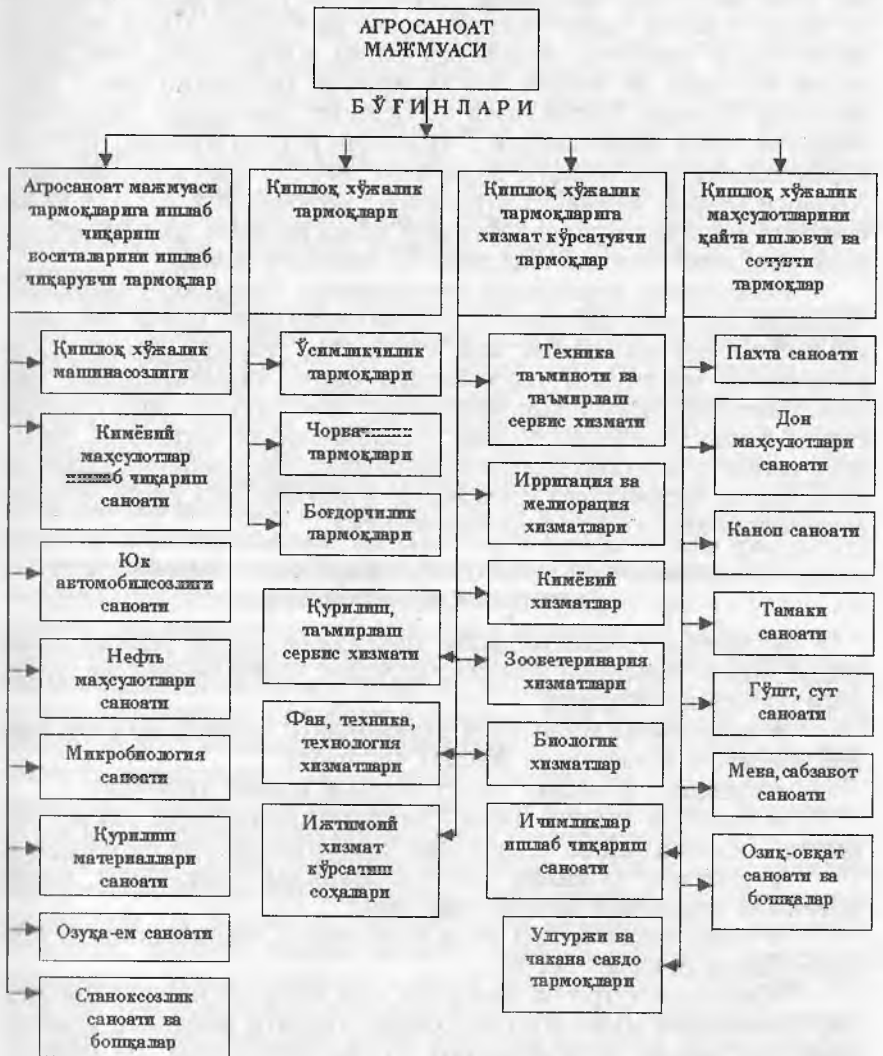 АГРОСАНОАТ
МАЖМУАСИ
БЎҒИНЛАРИ
Агросаноат мажмуаси
тармоқларига ишлаб
чиқариш
воситаларини ишлаб
чиқарувчи тармоқлар
Қишлоқ хўжалик
тармоқлари
Қишлоқ хўжалик
тармоқларига
хизмат кўрсатувчи
тармоқлар
Қишлоқ хўжалик
маҳсулотларини
қайта ишловчи ва
сотувчи
тармоқлар
Қишлоқ хўжалик
машинасозлиги
Кимёвий
маҳсулотлар
чиқариш
саноати
Юк
автомобилсозлиги
саноати
Нефть
маҳсулотлари
саноати
Микробиология
саноати
Қурилиш
материаллари
саноати
Озуқа-ем саноати
Станоксозлик
саноати ва
бошқалар
Ўсимликчилик
тармоқлари
тармоқлари
Боғдорчилик
тармоқлари
Қурилиш,
таъмирлаш
сервис хизмати
Фан, техника,
технология
хизматлари
Ижтимоий
хизмат
кўрсатиш
соҳалари
Техника
таъминоти ва
таъмирлаш
сервис хизмати
Ирригация ва
мелиорация
хизматлари
Кимёвий
хизматлар
Зооветеринария
хизматлари
Биологик
хизматлар
Ичимликлар
ишлаб чиқариш
саноати
Улгуржи ва
чакана савдо
тармоқлари
Пахта саноати
Дон
маҳсулотлари
саноати
Каноп саноати
Тамаки
саноати
Гўшт, сут
саноати
Мева, сабзавот
саноати
Озиқ-овқат
саноати ва
бошқалар